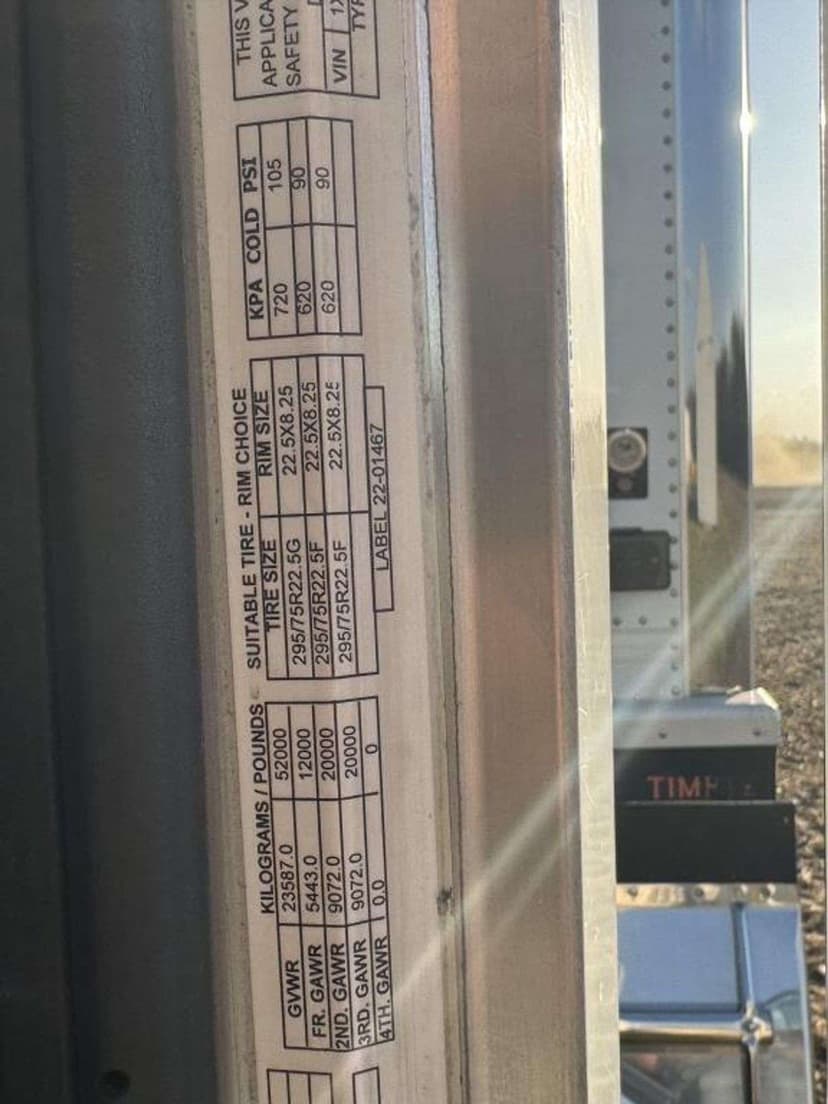 KILOGRAMS / POUNDS
GVWR 23587.0 52000
FR. GAWR 5443.0 12000
2ND. GAWR 9072.0 20000
3RD. GAWR 9072.0 20000
4TH. GAWR 0.0 0
SUITABLE TIRE - RIM CHOICE
TIRE SIZE RIM SIZE
295/75R22.5G 22.5X8.25
295/75R22.5F 22.5X8.25
295/75R22.5F 22.5X8.25
LABEL 22-01467
KPA COLD PSI
720 105
620 90
620 90
THIS
APPLICA
SAFETY
VIN